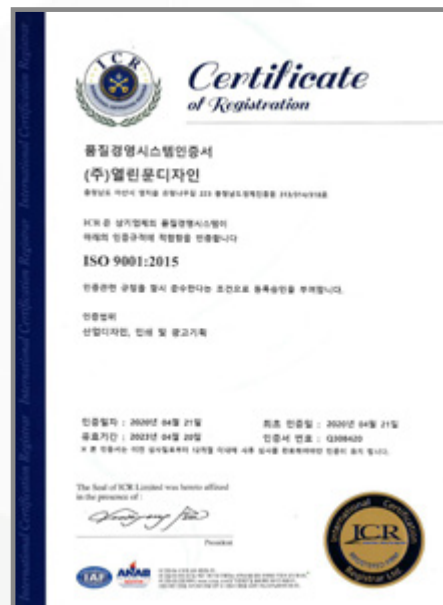 ICR
Certificate
of Registration
품질경영시스템인증서
(주)열린문디자인
ICR 은 상기업체의 품질경영시스템이
아래의 인증규격에 적합함을 인증합니다
ISO 9001:2015
인증관련 규정을 항시 준수한다는 조건으로 등록승인을 부여합니다.
인증범위
산업디자인, 인쇄 및 광고기획
인증일자 : 2020년 04월 21일
최초 인증일 : 2020년 04월 21일
유효기간 : 2023년 04월 20일
인증서 번호 : Q308420
The Seal of ICR Limited was hereto affixed
in the presence of :
President
IAF
ANAB
International Certification
ICR
Registrar Ltd
International Certification Registrar